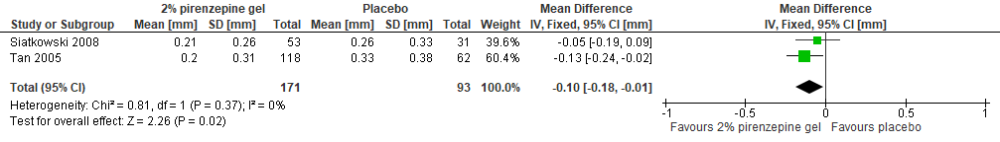 2% pirenzepine gel Placebo Mean Difference Mean Difference
Study or Subgroup Mean [mm] SD [mm] Total Mean [mm] SD [mm] Total Weight IV, Fixed, 95% CI [mm] IV, Fixed, 95% CI [mm]
Siatkowski 2008 0.21 0.26 53 0.26 0.33 31 39.6% -0.05 [-0.19, 0.09]
Tan 2005 0.2 0.31 118 0.33 0.38 62 60.4% -0.13 [-0.24, -0.02]
Total (95% CI) 171 93 100.0% -0.10 [-0.18, -0.01]
Heterogeneity: Chi² = 0.81, df = 1 (P = 0.37); I² = 0%
Test for overall effect: Z = 2.26 (P = 0.02)
-1 -0.5 0 0.5 1
Favours 2% pirenzepine gel Favours placebo